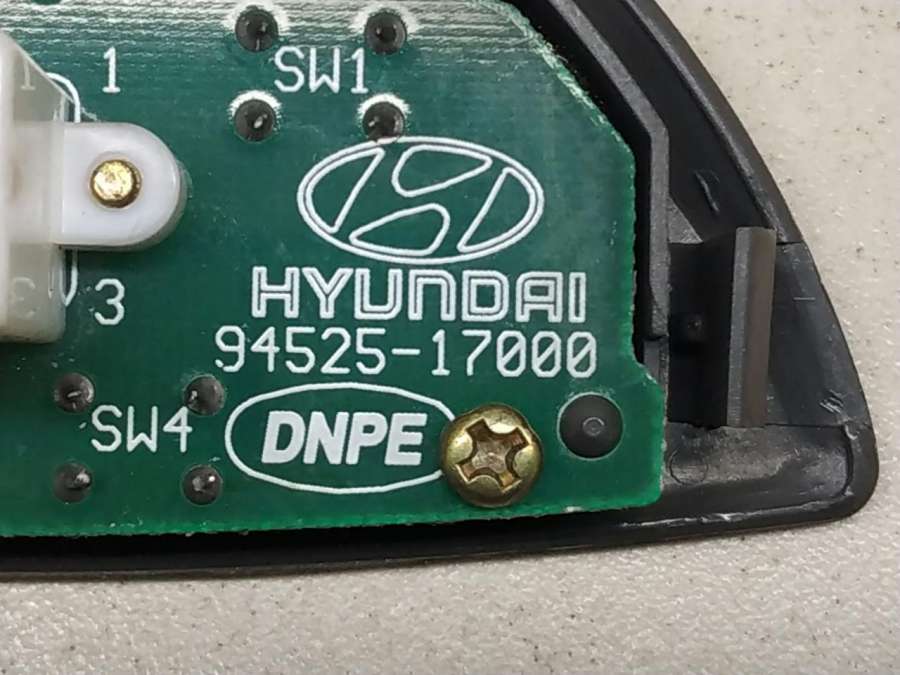 1
SW1
HYUNDAI
3
94525-17000
SW4
DNPE